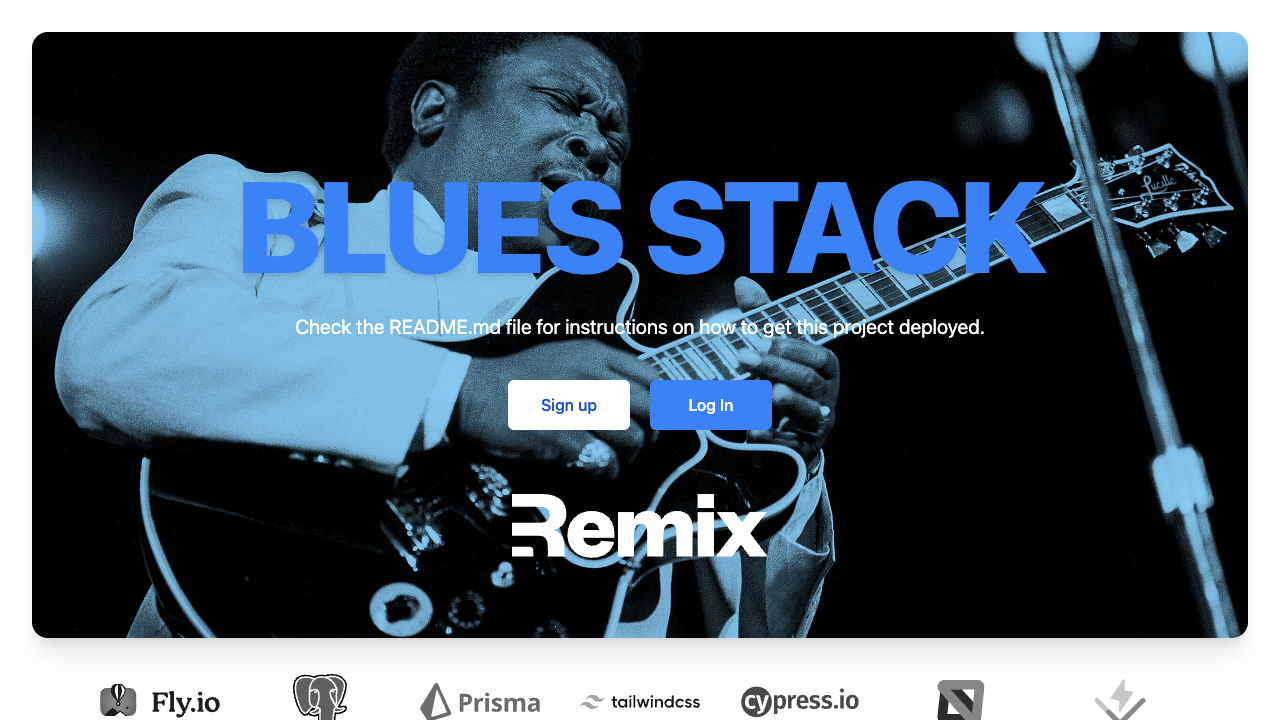 BLUES STACK
Check the README.md file for instructions on how to get this project deployed.
Sign up
Log In
Remix
Fly.io
Prisma
tailwindcss
cypress.io
Lucille